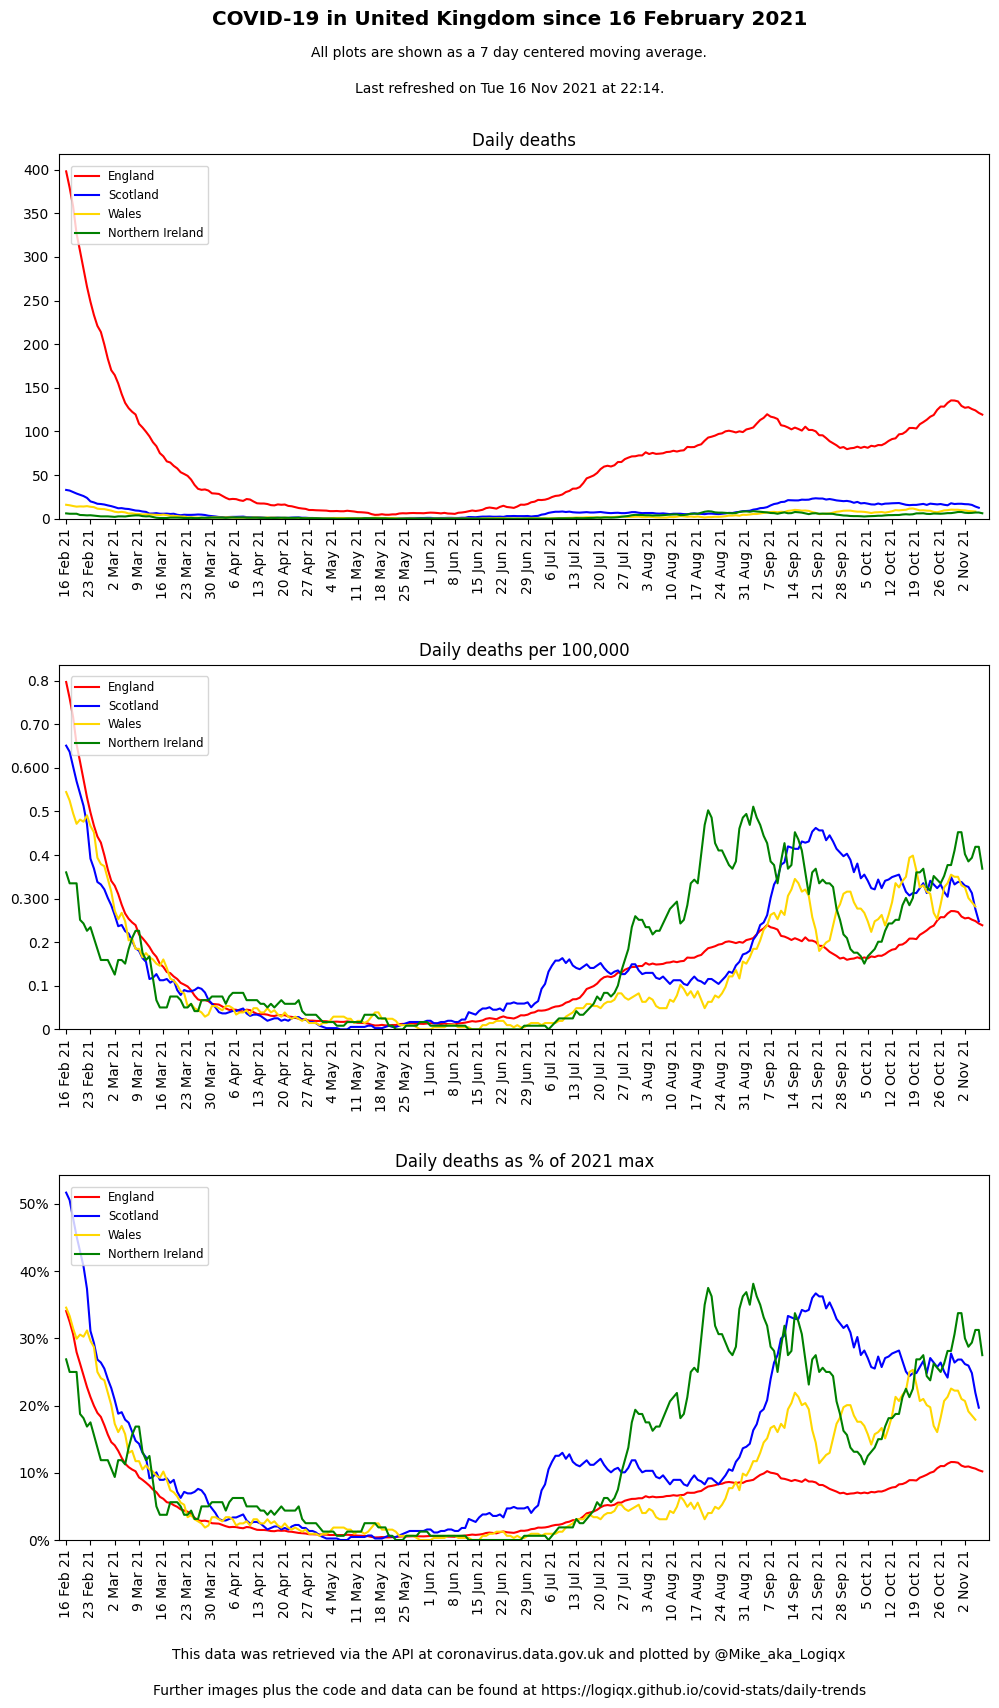 COVID-19 in United Kingdom since 16 February 2021
All plots are shown as a 7 day centered moving average.
Last refreshed on Tue 16 Nov 2021 at 22:14.
Daily deaths
400
350
300
250
200
150
100
50
0
England
Scotland
Wales
Northern Ireland
16 Feb 21
23 Feb 21
2 Mar 21
9 Mar 21
16 Mar 21
23 Mar 21
30 Mar 21
6 Apr 21
13 Apr 21
20 Apr 21
27 Apr 21
4 May 21
11 May 21
18 May 21
25 May 21
1 Jun 21
8 Jun 21
15 Jun 21
22 Jun 21
29 Jun 21
6 Jul 21
13 Jul 21
20 Jul 21
27 Jul 21
3 Aug 21
10 Aug 21
17 Aug 21
24 Aug 21
31 Aug 21
7 Sep 21
14 Sep 21
21 Sep 21
28 Sep 21
5 Oct 21
12 Oct 21
19 Oct 21
26 Oct 21
2 Nov 21
Daily deaths per 100,000
0.8
0.70
0.600
0.5
0.4
0.300
0.2
0.1
0
England
Scotland
Wales
Northern Ireland
16 Feb 21
23 Feb 21
2 Mar 21
9 Mar 21
16 Mar 21
23 Mar 21
30 Mar 21
6 Apr 21
13 Apr 21
20 Apr 21
27 Apr 21
4 May 21
11 May 21
18 May 21
25 May 21
1 Jun 21
8 Jun 21
15 Jun 21
22 Jun 21
29 Jun 21
6 Jul 21
13 Jul 21
20 Jul 21
27 Jul 21
3 Aug 21
10 Aug 21
17 Aug 21
24 Aug 21
31 Aug 21
7 Sep 21
14 Sep 21
21 Sep 21
28 Sep 21
5 Oct 21
12 Oct 21
19 Oct 21
26 Oct 21
2 Nov 21
Daily deaths as % of 2021 max
50%
40%
30%
20%
10%
0%
England
Scotland
Wales
Northern Ireland
16 Feb 21
23 Feb 21
2 Mar 21
9 Mar 21
16 Mar 21
23 Mar 21
30 Mar 21
6 Apr 21
13 Apr 21
20 Apr 21
27 Apr 21
4 May 21
11 May 21
18 May 21
25 May 21
1 Jun 21
8 Jun 21
15 Jun 21
22 Jun 21
29 Jun 21
6 Jul 21
13 Jul 21
20 Jul 21
27 Jul 21
3 Aug 21
10 Aug 21
17 Aug 21
24 Aug 21
31 Aug 21
7 Sep 21
14 Sep 21
21 Sep 21
28 Sep 21
5 Oct 21
12 Oct 21
19 Oct 21
26 Oct 21
2 Nov 21
This data was retrieved via the API at coronavirus.data.gov.uk and plotted by @Mike_aka_Logiqx
Further images plus the code and data can be found at https://logiqx.github.io/covid-stats/daily-trends